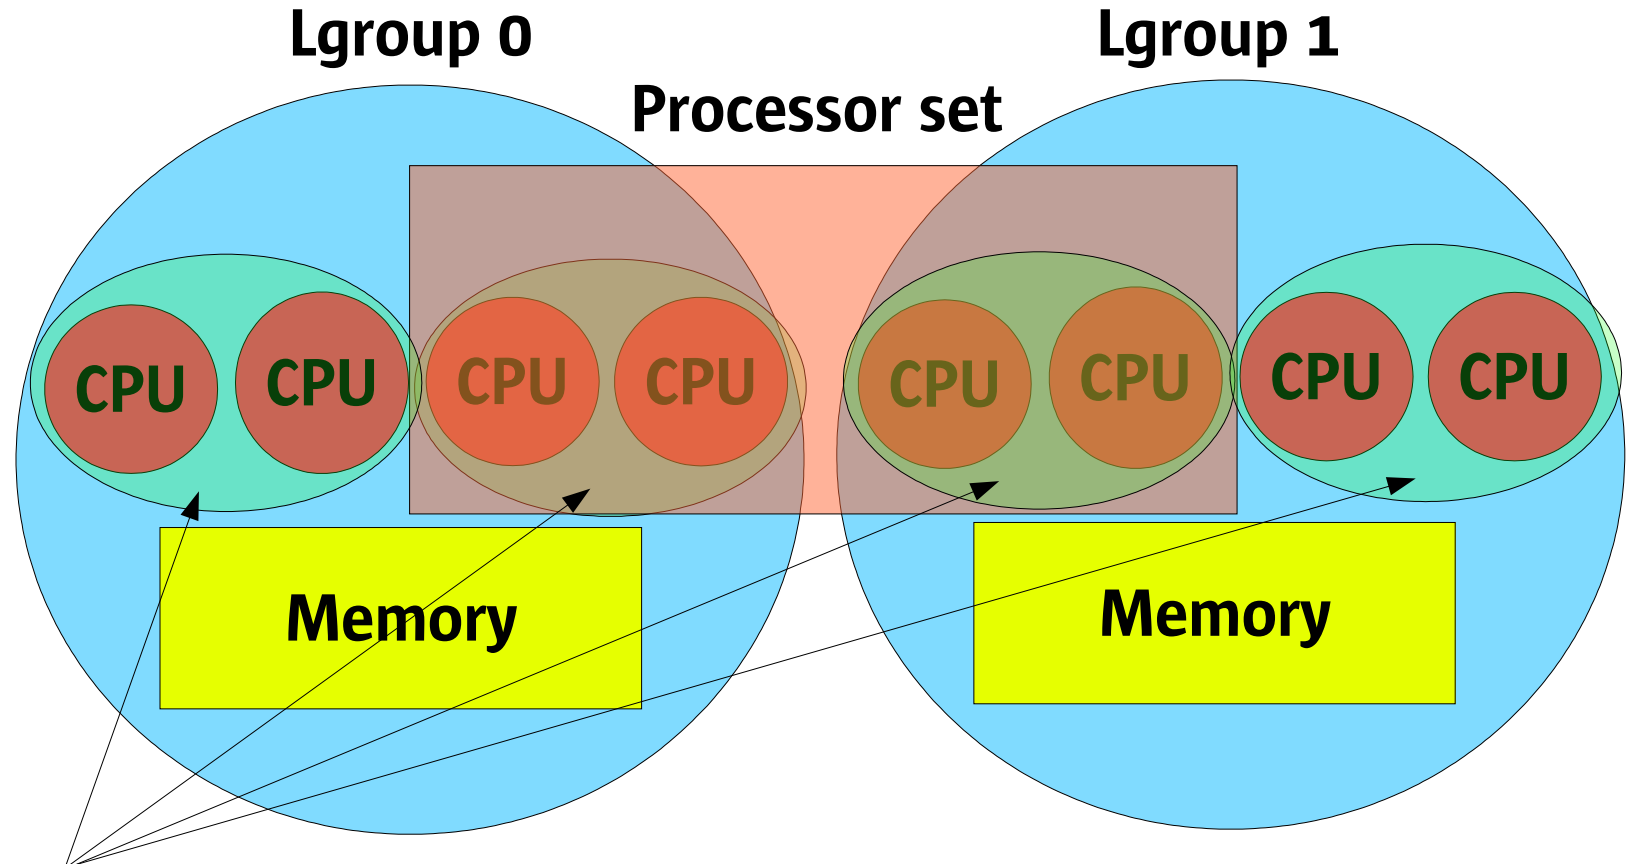 Lgroup 0
Lgroup 1
Processor set
CPU
CPU
CPU
CPU
CPU
CPU
CPU
CPU
Memory
Memory